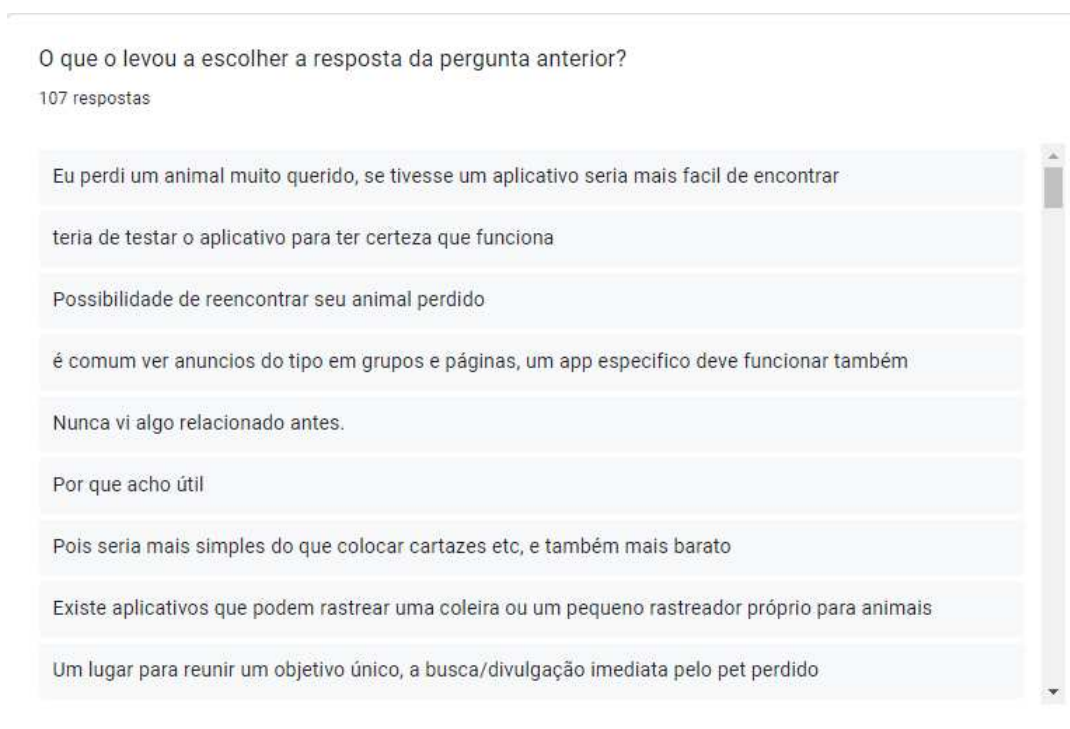 O que o levou a escolher a resposta da pergunta anterior?
107 respostas
Eu perdi um animal muito querido, se tivesse um aplicativo seria mais facil de encontrar
teria de testar o aplicativo para ter certeza que funciona
Possibilidade de reencontrar seu animal perdido
é comum ver anuncios do tipo em grupos e páginas, um app especifico deve funcionar também
Nunca vi algo relacionado antes.
Por que acho útil
Pois seria mais simples do que colocar cartazes etc, e também mais barato
Existe aplicativos que podem rastrear uma coleira ou um pequeno rastreador próprio para animais
Um lugar para reunir um objetivo único, a busca/divulgação imediata pelo pet perdido